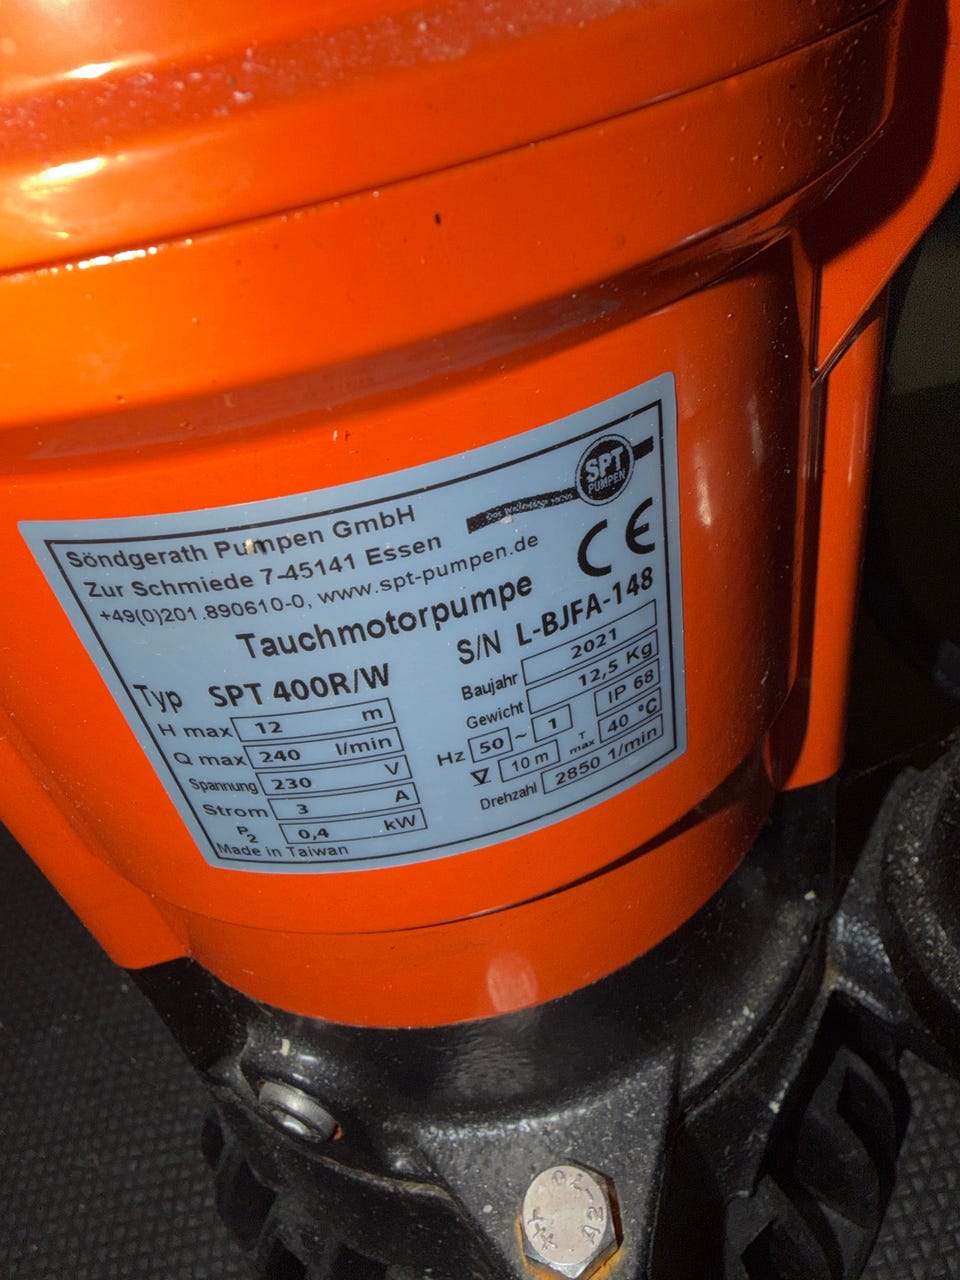 SPT
PUMPEN
Söndgerath Pumpen GmbH
Zur Schmiede 7-45141 Essen
+49(0)201.890610-0, www.spt-pumpen.de
CE
Tauchmotorpumpe
Typ SPT 400R/W
S/N L-BJFA-148
H max 12 m
Q max 240 l/min
Spannung 230 V
Strom 3 A
P2 0,4 kW
Made in Taiwan
Baujahr 2021
Gewicht 12,5 Kg
Hz 50 ~ 1 IP 68
10 m T max 40 °C
Drehzahl 2850 1/min